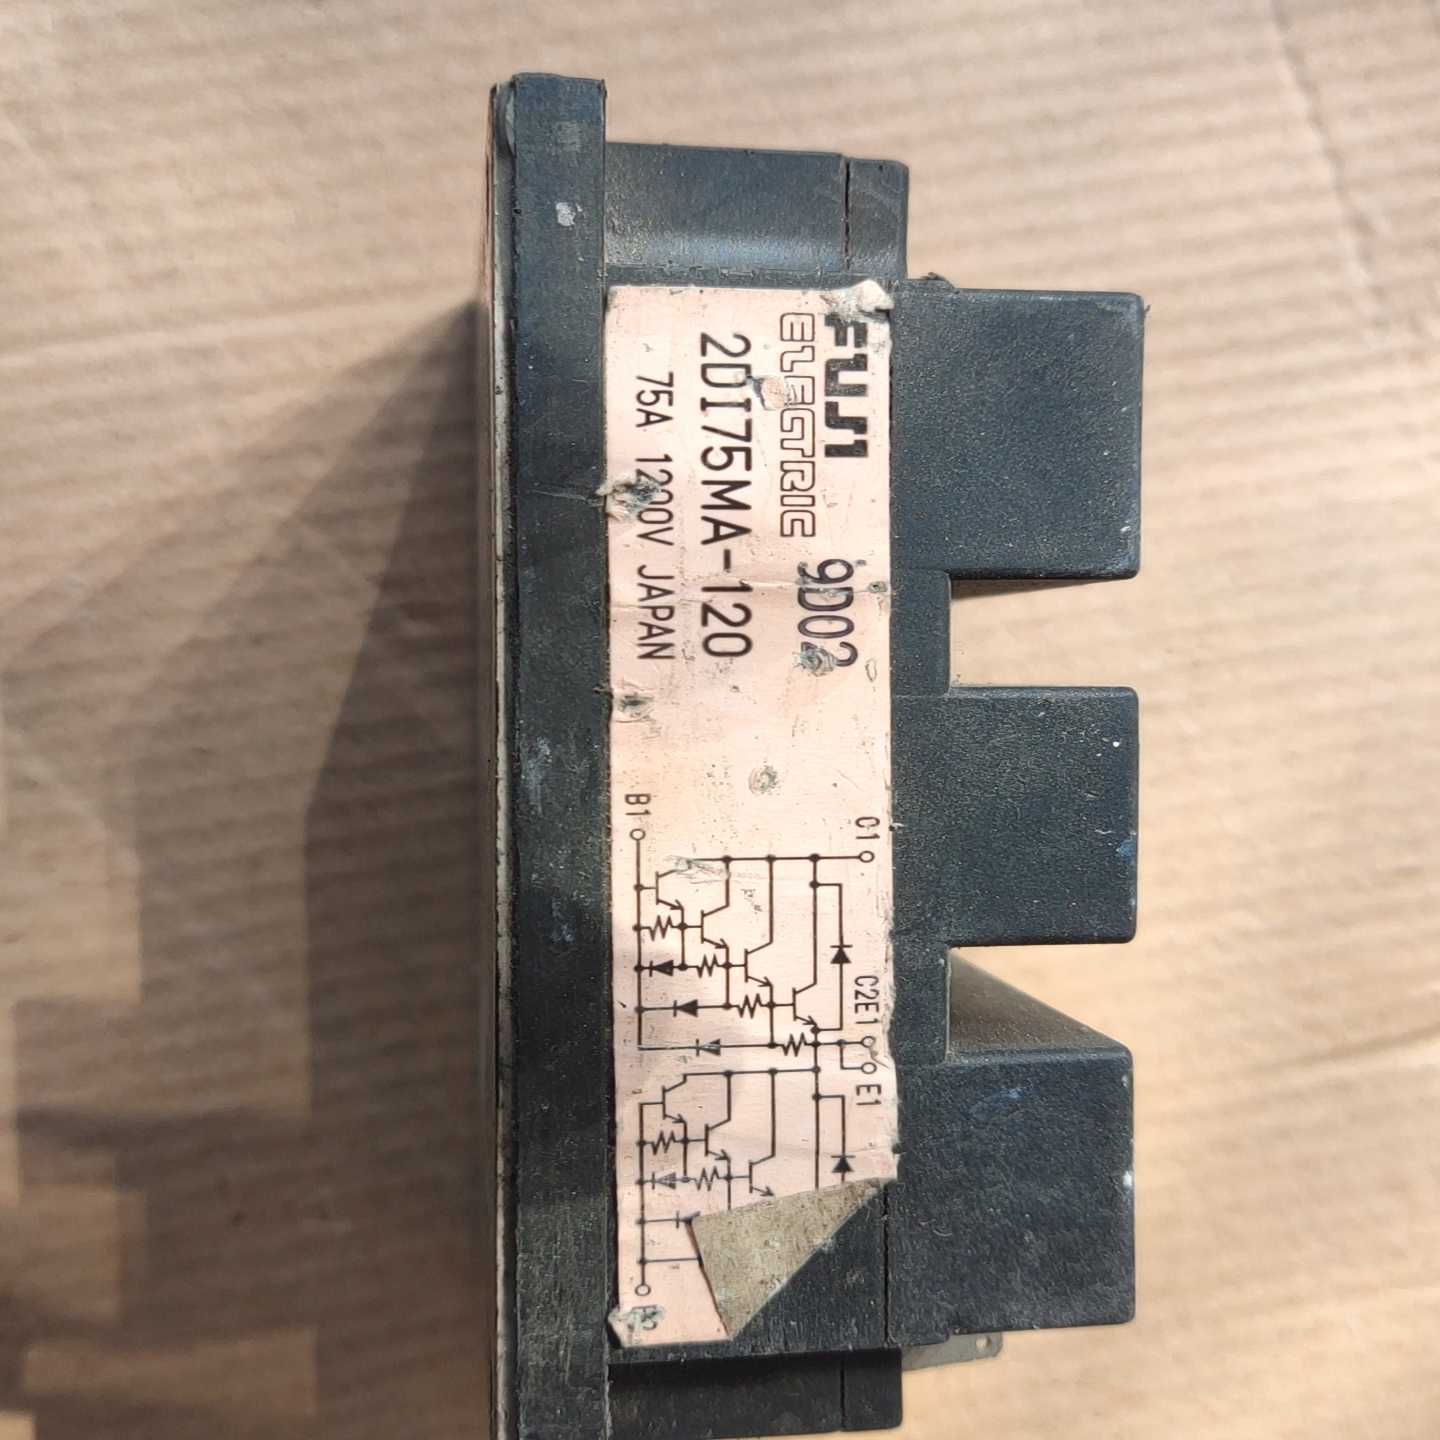 FUJI
ELECTRIC 9D02
2DI75MA-120
75A 1200V JAPAN
C1
C2E1
E1
B1